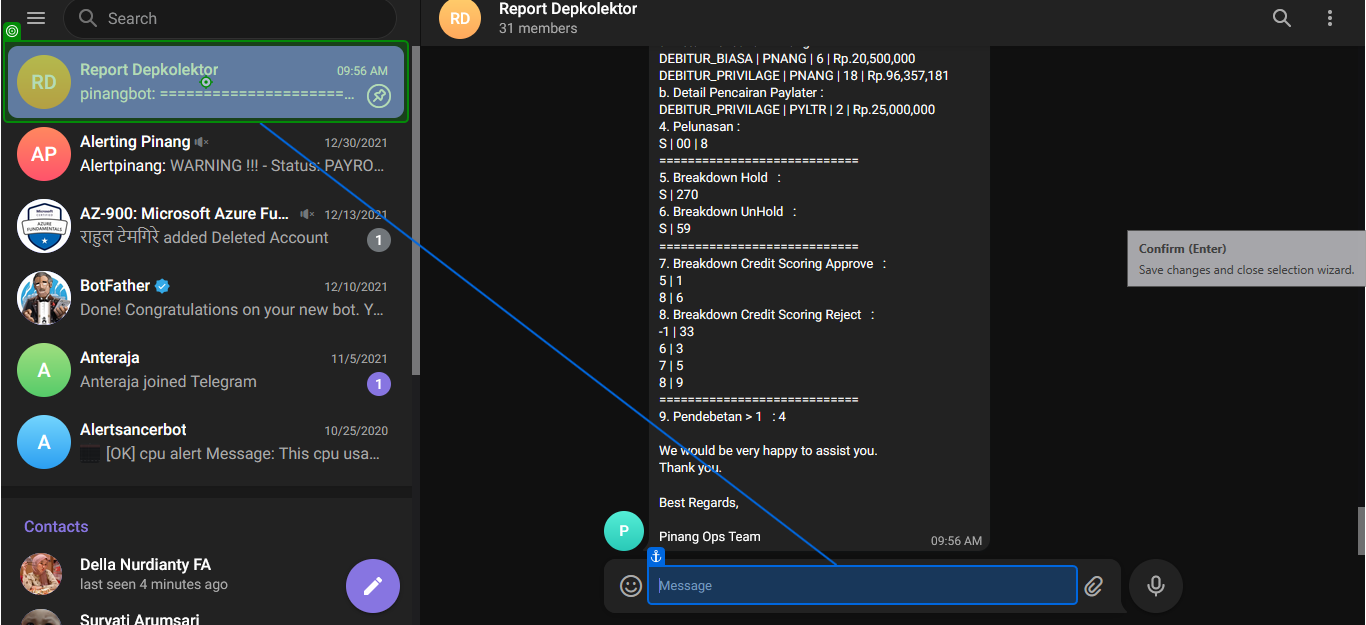 Search
RD
Report Depkolektor
09:56 AM
pinangbot: =====================...
AP
Alerting Pinang
12/30/2021
Alertpinang: WARNING !!! - Status: PAYRO...
AZURE
FUNDAMENTALS
AZ-900: Microsoft Azure Fu...
12/13/2021
राहुल टेमगिरे added Deleted Account
1
BotFather
12/10/2021
Done! Congratulations on your new bot. Y...
A
Anteraja
11/5/2021
Anteraja joined Telegram
1
A
Alertsancerbot
10/25/2020
[OK] cpu alert Message: This cpu usa...
Contacts
Della Nurdianty FA
last seen 4 minutes ago
Suryati Arumsari
RD
Report Depkolektor
31 members
DEBITUR_BIASA | PNANG | 6 | Rp.20,500,000
DEBITUR_PRIVILAGE | PNANG | 18 | Rp.96,357,181
b. Detail Pencairan Paylater :
DEBITUR_PRIVILAGE | PYLTR | 2 | Rp.25,000,000
4. Pelunasan :
S | 00 | 8
============================
5. Breakdown Hold :
S | 270
6. Breakdown UnHold :
S | 59
============================
7. Breakdown Credit Scoring Approve :
5 | 1
8 | 6
8. Breakdown Credit Scoring Reject :
-1 | 33
6 | 3
7 | 5
8 | 9
============================
9. Pendebetan > 1 : 4
We would be very happy to assist you.
Thank you.
Best Regards,
Pinang Ops Team
09:56 AM
P
Message
Confirm (Enter)
Save changes and close selection wizard.